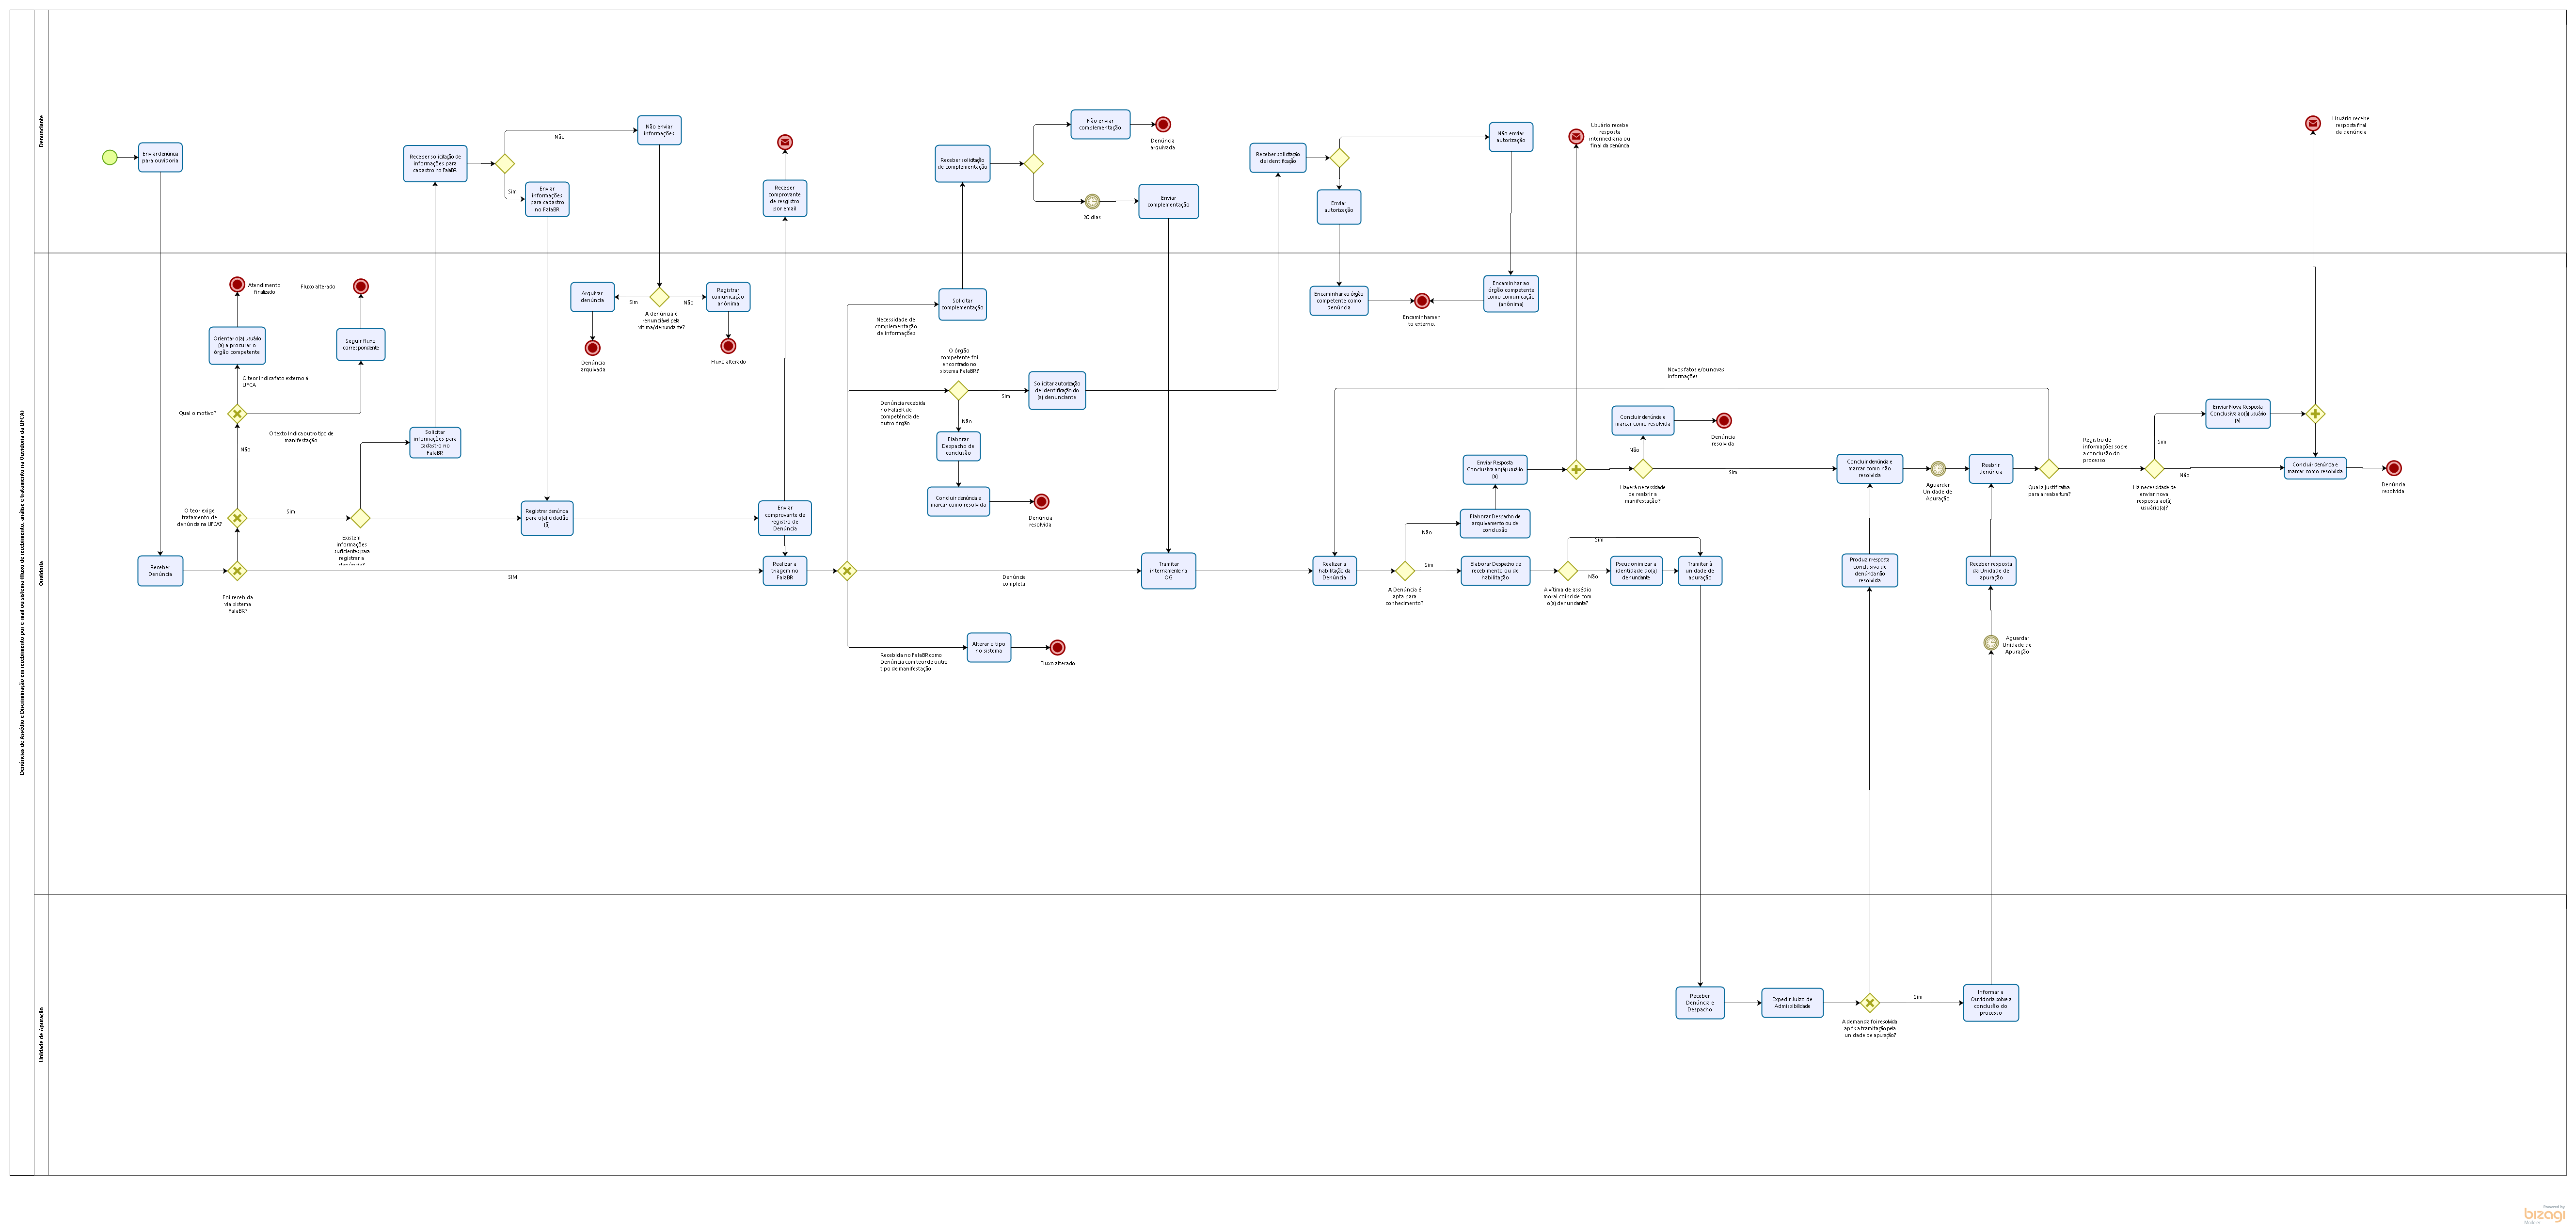 Denúncias de Assédio e Discriminação em recebimento por e-mail ou sistema (fluxo de recebimento, análise e tratamento na Ouvidoria da UFCA)
Denunciante
Enviar denúncia
para ouvidoria
Receber solicitação de
informações para
cadastro no FalaBR
Não
Sim
Não enviar
informações
Enviar
informações
para cadastro
no FalaBR
Receber
comprovante
de resgistro
por email
Receber solicitação
de complementação
Não enviar
complementação
Denúncia
arquivada
20 dias
Enviar
complementação
Receber solicitação
de identificação
Enviar
autorização
Não enviar
autorização
Usuário recebe
resposta
intermediaria ou
final da denúnda
Usuário recebe
resposta final
da denúncia
Ouvidoria
Receber
Denúncia
Foi recebida
via sistema
FalaBR?
SIM
O teor exige
tratamento de
denúncia na UFCA?
Não
Sim
Qual o motivo?
O teor indica fato externo à
UFCA
O texto Indica outro tipo de
manifestação
Orientar o(a) usuário
(a) a procurar o
órgão competente
Atendimento
finalizado
Seguir fluxo
correspondente
Fluxo alterado
Existem
informações
suficientes para
registrar a
denúncia?
Solicitar
informações para
cadastro no
FalaBR
Registrar denúncia
para o(a) cidadão
(ã)
Arquivar
denúncia
Sim
Não
A denúncia é
renunciável pela
vítima/denunciante?
Registrar
comunicação
anônima
Denúncia
arquivada
Fluxo alterado
Enviar
comprovante de
registro de
Denúncia
Realizar a
triagem no
FalaBR
Necessidade de
complementação
de informações
Solicitar
complementação
O órgão
competente foi
encontrado no
sistema FalaBR?
Denúncia recebida
no FalaBR de
competência de
outro órgão
Sim
Não
Solicitar autorização
de identificação do
(a) denunciante
Elaborar
Despacho de
conclusão
Concluir denúncia e
marcar como resolvida
Denúncia
resolvida
Denúncia
completa
Recebida no FalaBR como
Denúncia com teor de outro
tipo de manifestação
Alterar o tipo
no sistema
Fluxo alterado
Tramitar
internamente na
OG
Encaminhar ao órgão
competente como
denúncia
Encaminhamen
to externo.
Encaminhar ao
órgão competente
como comunicação
(anônima)
Realizar a
habilitação da
Denúncia
A Denúncia é
apta para
conhecimento?
Não
Sim
Elaborar Despacho de
arquivamento ou de
conclusão
Enviar Resposta
Conclusiva ao(à) usuário
(a)
Elaborar Despacho de
recebimento ou de
habilitação
A vítima de assédio
moral coincide com
o(a) denunciante?
Sim
Não
Pseudonimizar a
identidade do(a)
denunciante
Tramitar à
unidade de
apuração
Haverá necessidade
de reabrir a
manifestação?
Não
Sim
Concluir denúncia e
marcar como resolvida
Denúncia
resolvida
Novos fatos e/ou novas
informações
Concluir denúncia e
marcar como não
resolvida
Produzir resposta
conclusiva de
denúncia não
resolvida
Aguardar
Unidade de
Apuração
Reabrir
denúncia
Receber resposta
da Unidade de
apuração
Aguardar
Unidade de
Apuração
Qual a justificativa
para a reabertura?
Registro de
informações sobre
a conclusão do
processo
Há necessidade de
enviar nova
resposta ao(à)
usuário(a)?
Sim
Não
Enviar Nova Resposta
Conclusiva ao(à) usuário
(a)
Concluir denúncia e
marcar como resolvida
Denúncia
resolvida
Unidade de Apuração
Receber
Denúncia e
Despacho
Expedir Juízo de
Admissibilidade
A demanda foi resolvida
após a tramitação pela
unidade de apuração?
Sim
Informar a
Ouvidoria sobre a
conclusão do
processo
Powered by
bizagi
Modeler